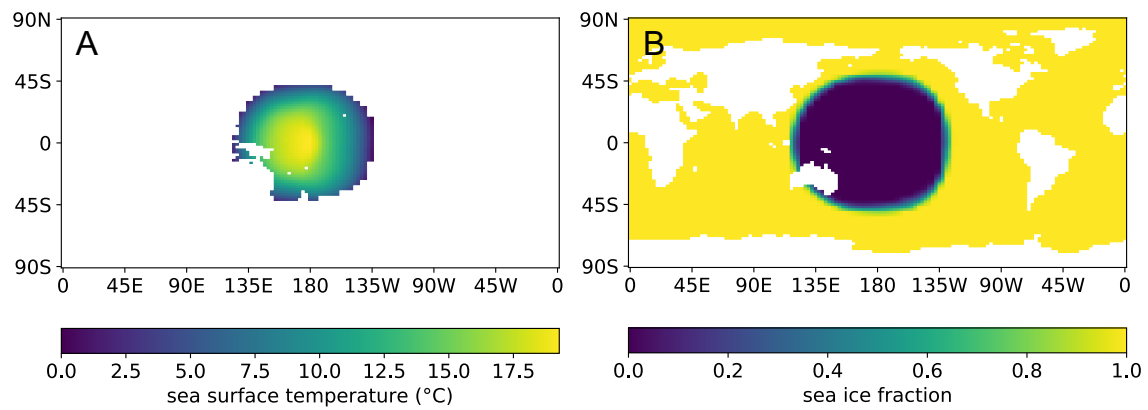 A
90N
45S
0
45S
90S
0 45E 90E 135E 180 135W 90W 45W 0
0.0 2.5 5.0 7.5 10.0 12.5 15.0 17.5
sea surface temperature (°C)
B
90N
45S
0
45S
90S
0 45E 90E 135E 180 135W 90W 45W 0
0.0 0.2 0.4 0.6 0.8 1.0
sea ice fraction